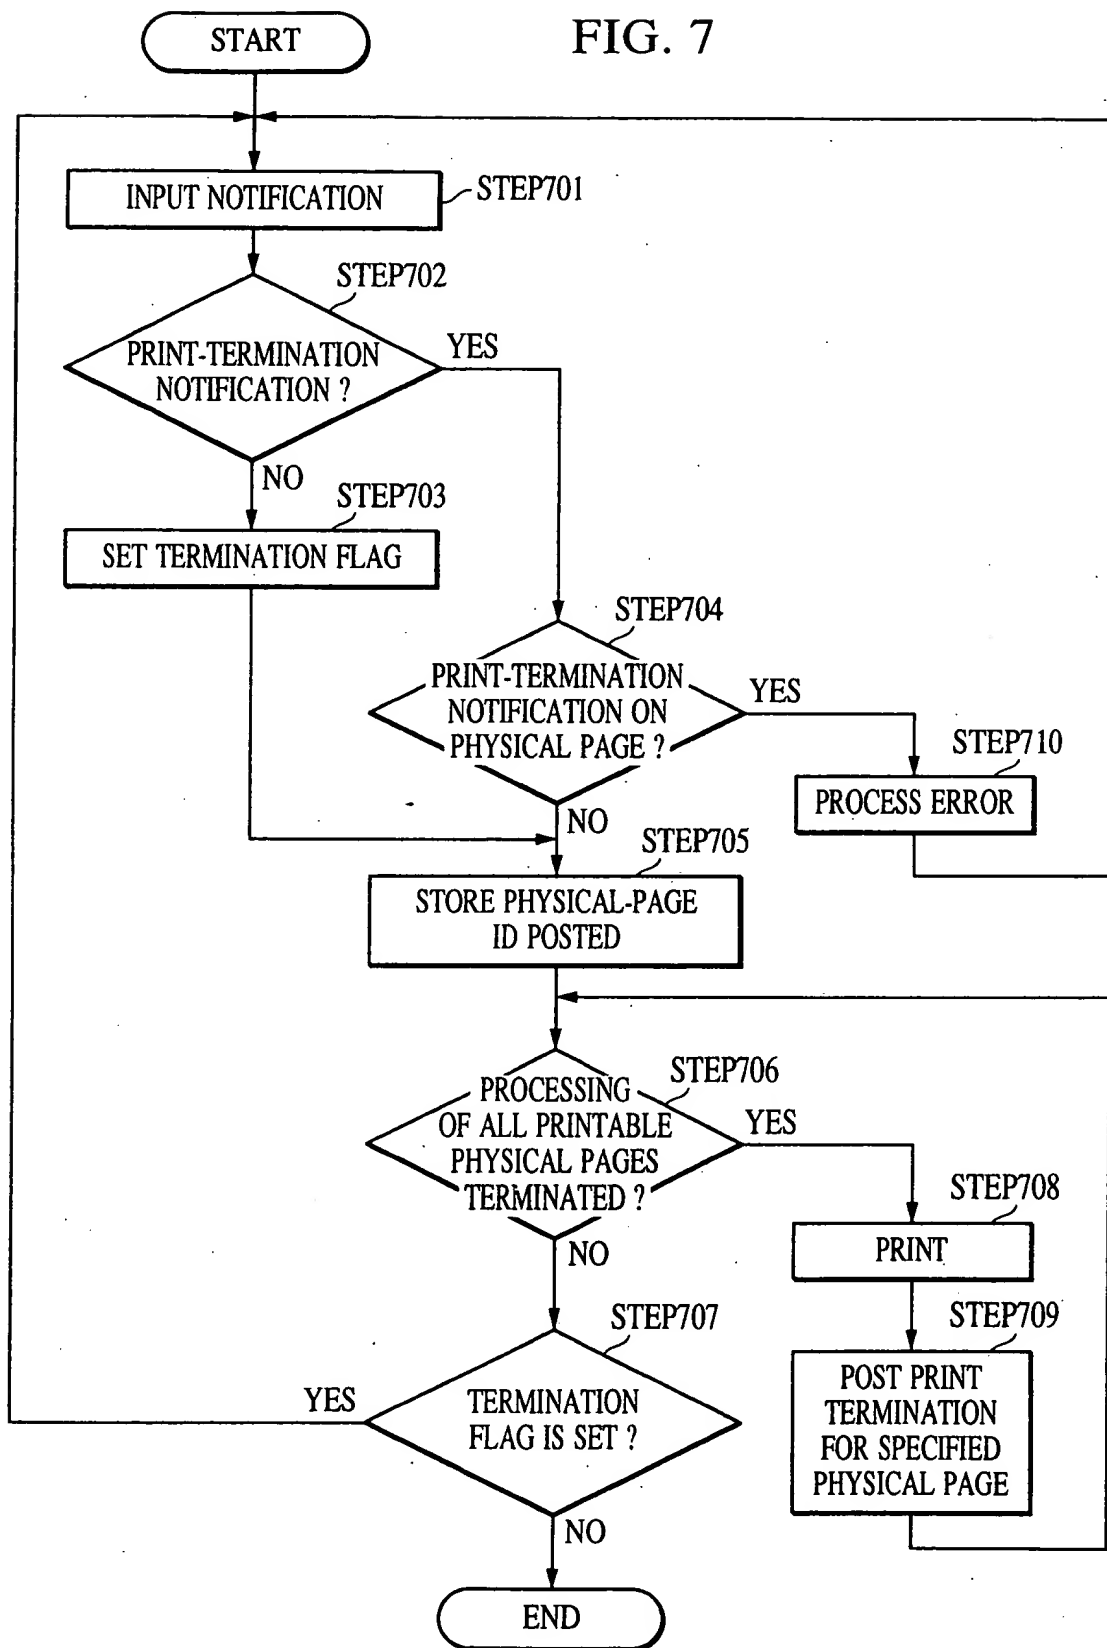 FIG. 7
START
INPUT NOTIFICATION
STEP701
STEP702
PRINT-TERMINATION
NOTIFICATION ?
YES
NO
STEP703
SET TERMINATION FLAG
STEP704
PRINT-TERMINATION
NOTIFICATION ON
PHYSICAL PAGE ?
YES
NO
STEP710
PROCESS ERROR
STEP705
STORE PHYSICAL-PAGE
ID POSTED
STEP706
PROCESSING
OF ALL PRINTABLE
PHYSICAL PAGES
TERMINATED ?
YES
NO
STEP708
PRINT
STEP709
POST PRINT
TERMINATION
FOR SPECIFIED
PHYSICAL PAGE
STEP707
TERMINATION
FLAG IS SET ?
YES
NO
END